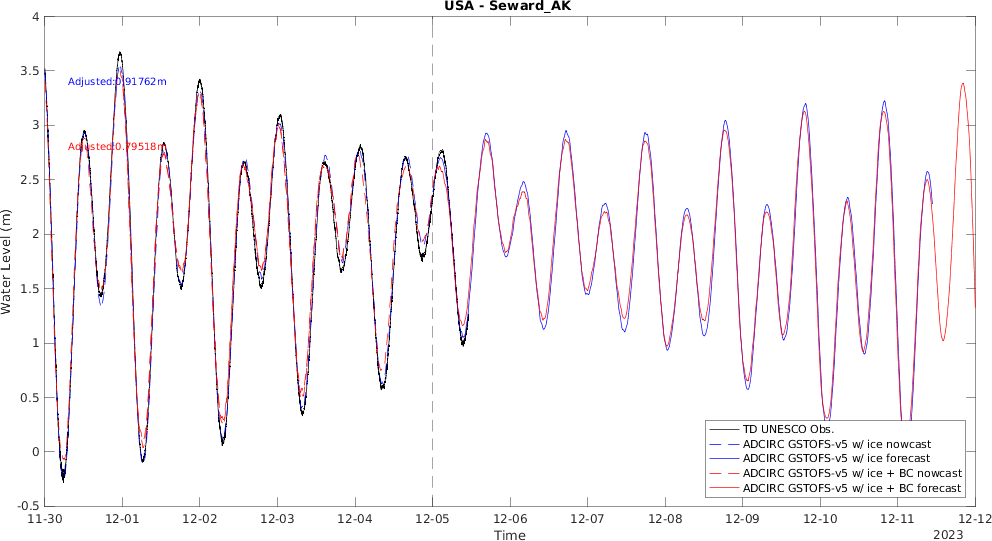 USA - Seward_AK
4
3.5
3
2.5
2
1.5
1
0.5
0
-0.5
Water Level (m)
Adjusted:0.91762m
Adjusted:0.79518m
TD UNESCO Obs.
ADCIRC GSTOFS-v5 w/ ice nowcast
ADCIRC GSTOFS-v5 w/ ice forecast
ADCIRC GSTOFS-v5 w/ ice + BC nowcast
ADCIRC GSTOFS-v5 w/ ice + BC forecast
11-30 12-01 12-02 12-03 12-04 12-05 12-06 12-07 12-08 12-09 12-10 12-11 12-12
Time
2023